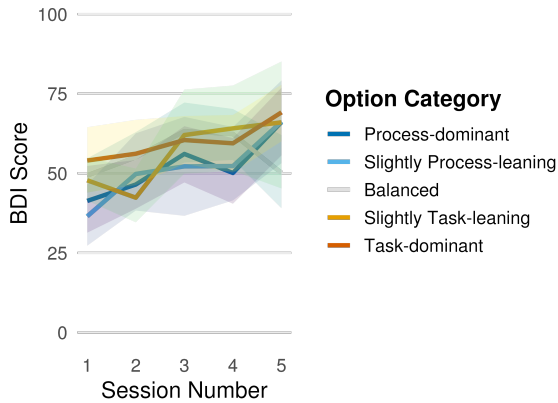 100
75
50
25
0
BDI Score
1 2 3 4 5
Session Number
Option Category
Process-dominant
Slightly Process-leaning
Balanced
Slightly Task-leaning
Task-dominant